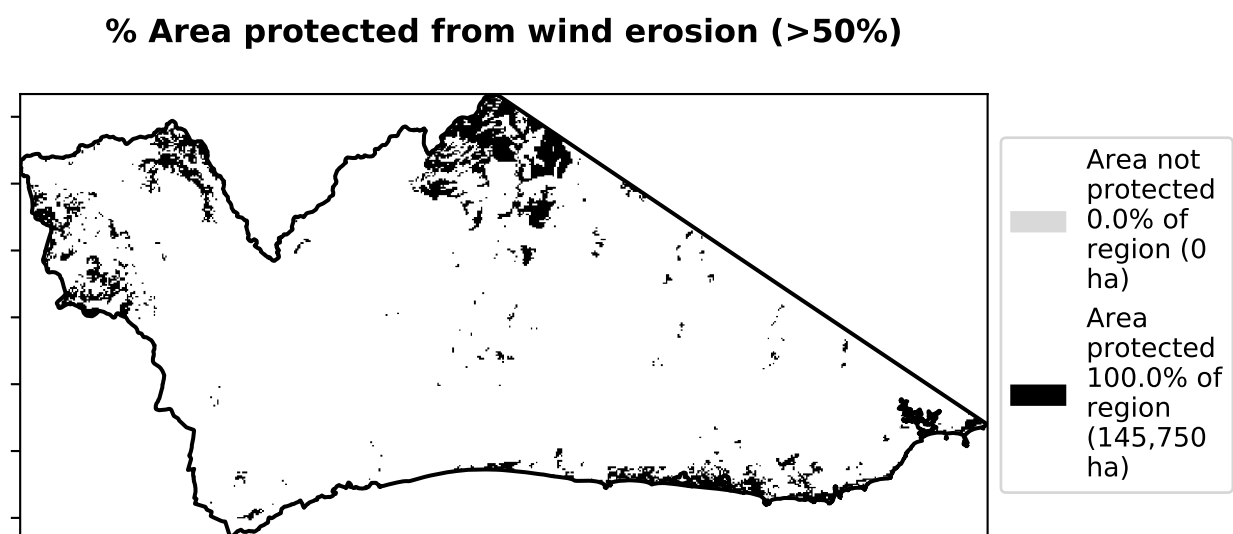 % Area protected from wind erosion (>50%)
Area not
protected
0.0% of
region (0
ha)
Area
protected
100.0% of
region
(145,750
ha)